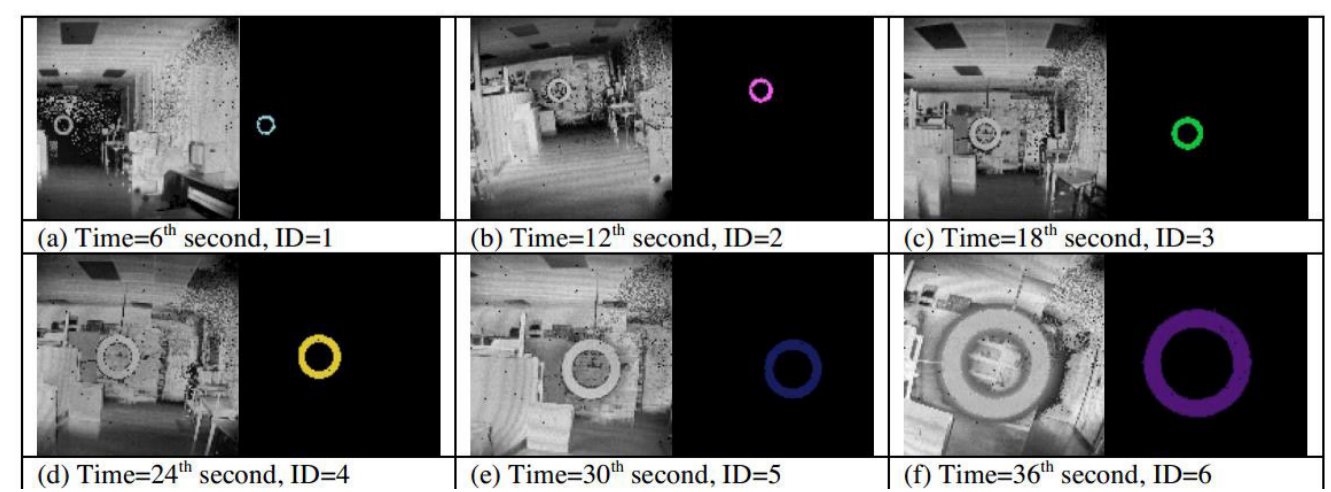 (a) Time=6th second, ID=1
(b) Time=12th second, ID=2
(c) Time=18th second, ID=3
(d) Time=24th second, ID=4
(e) Time=30th second, ID=5
(f) Time=36th second, ID=6